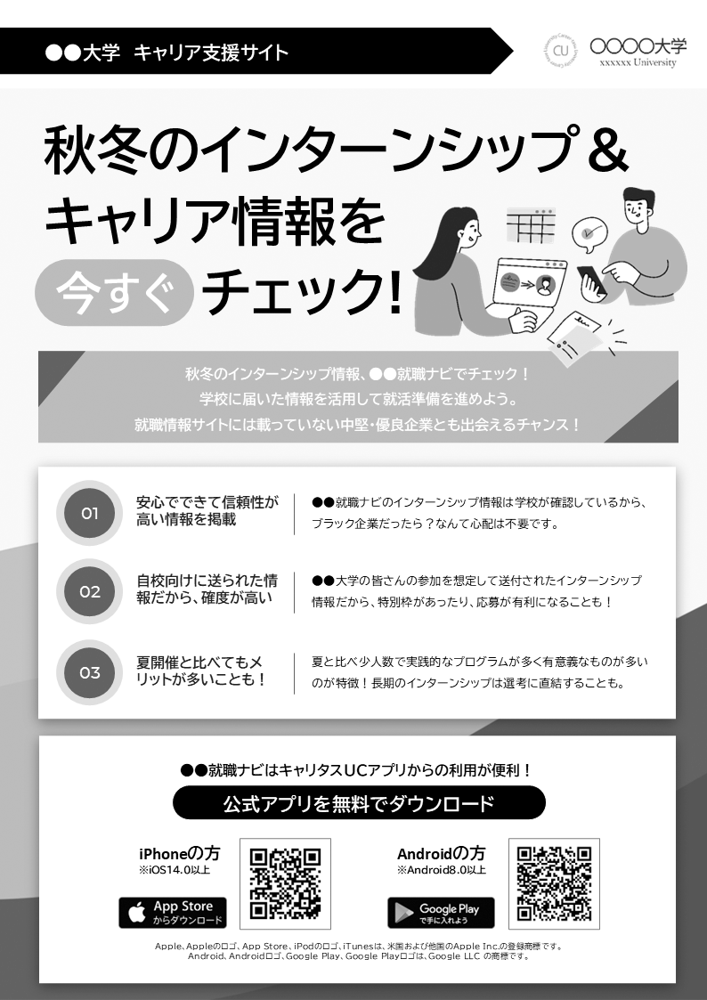 ●●大学 キャリア支援サイト
CU
〇〇〇〇大学
xxxxxx University
秋冬のインターンシップ&
キャリア情報を
今すぐ チェック!
秋冬のインターンシップ情報、●●就職ナビでチェック！
学校に届いた情報を活用して就活準備を進めよう。
就職情報サイトには載っていない中堅・優良企業とも出会えるチャンス！
01
安心でできて信頼性が
高い情報を掲載
●●就職ナビのインターンシップ情報は学校が確認しているから、
ブラック企業だったら？なんて心配は不要です。
02
自校向けに送られた情
報だから、確度が高い
●●大学の皆さんの参加を想定して送付されたインターンシップ
情報だから、特別枠があったり、応募が有利になることも！
03
夏開催と比べてもメ
リットが多いことも！
夏と比べ少人数で実践的なプログラムが多く有意義なものが多い
のが特徴！長期のインターンシップは選考に直結することも。
●●就職ナビはキャリタスUCアプリからの利用が便利！
公式アプリを無料でダウンロード
iPhoneの方
※iOS14.0以上
App Store
からダウンロード
Androidの方
※Android8.0以上
Google Play
で手に入れよう
Apple、Appleのロゴ、App Store、iPodのロゴ、iTunesは、米国および他国のApple Inc.の登録商標です。
Android、Androidロゴ、Google Play、Google Playロゴは、Google LLC の商標です。